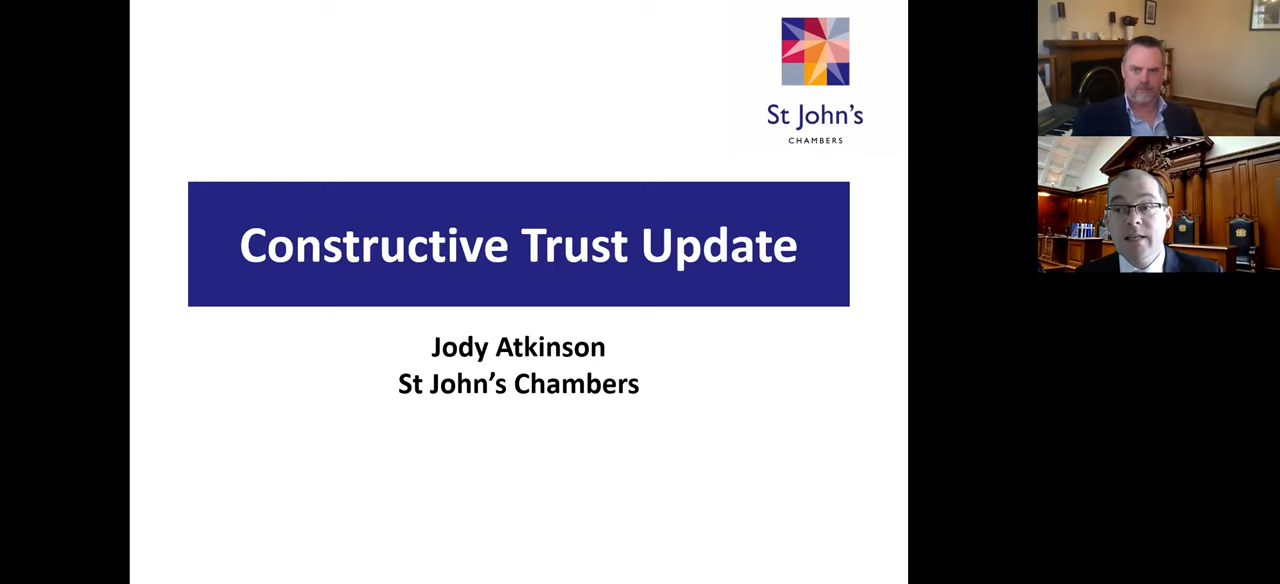 St John's
CHAMBERS
Constructive Trust Update
Jody Atkinson
St John’s Chambers